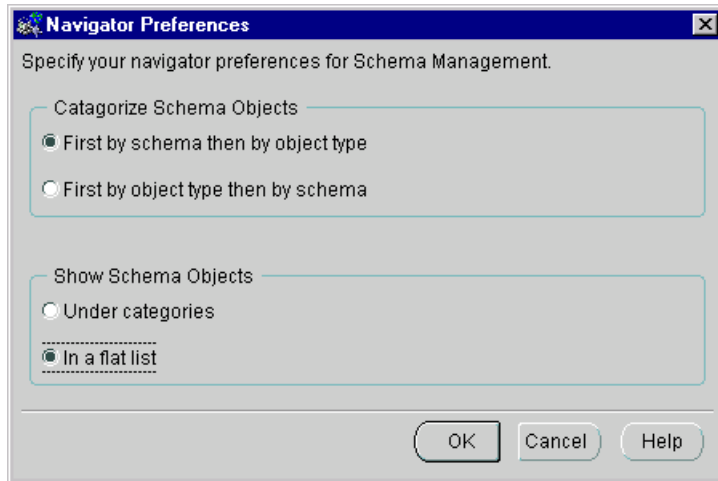 Navigator Preferences
Specify your navigator preferences for Schema Management.
Catagorize Schema Objects
First by schema then by object type
First by object type then by schema
Show Schema Objects
Under categories
In a flat list
OK Cancel Help